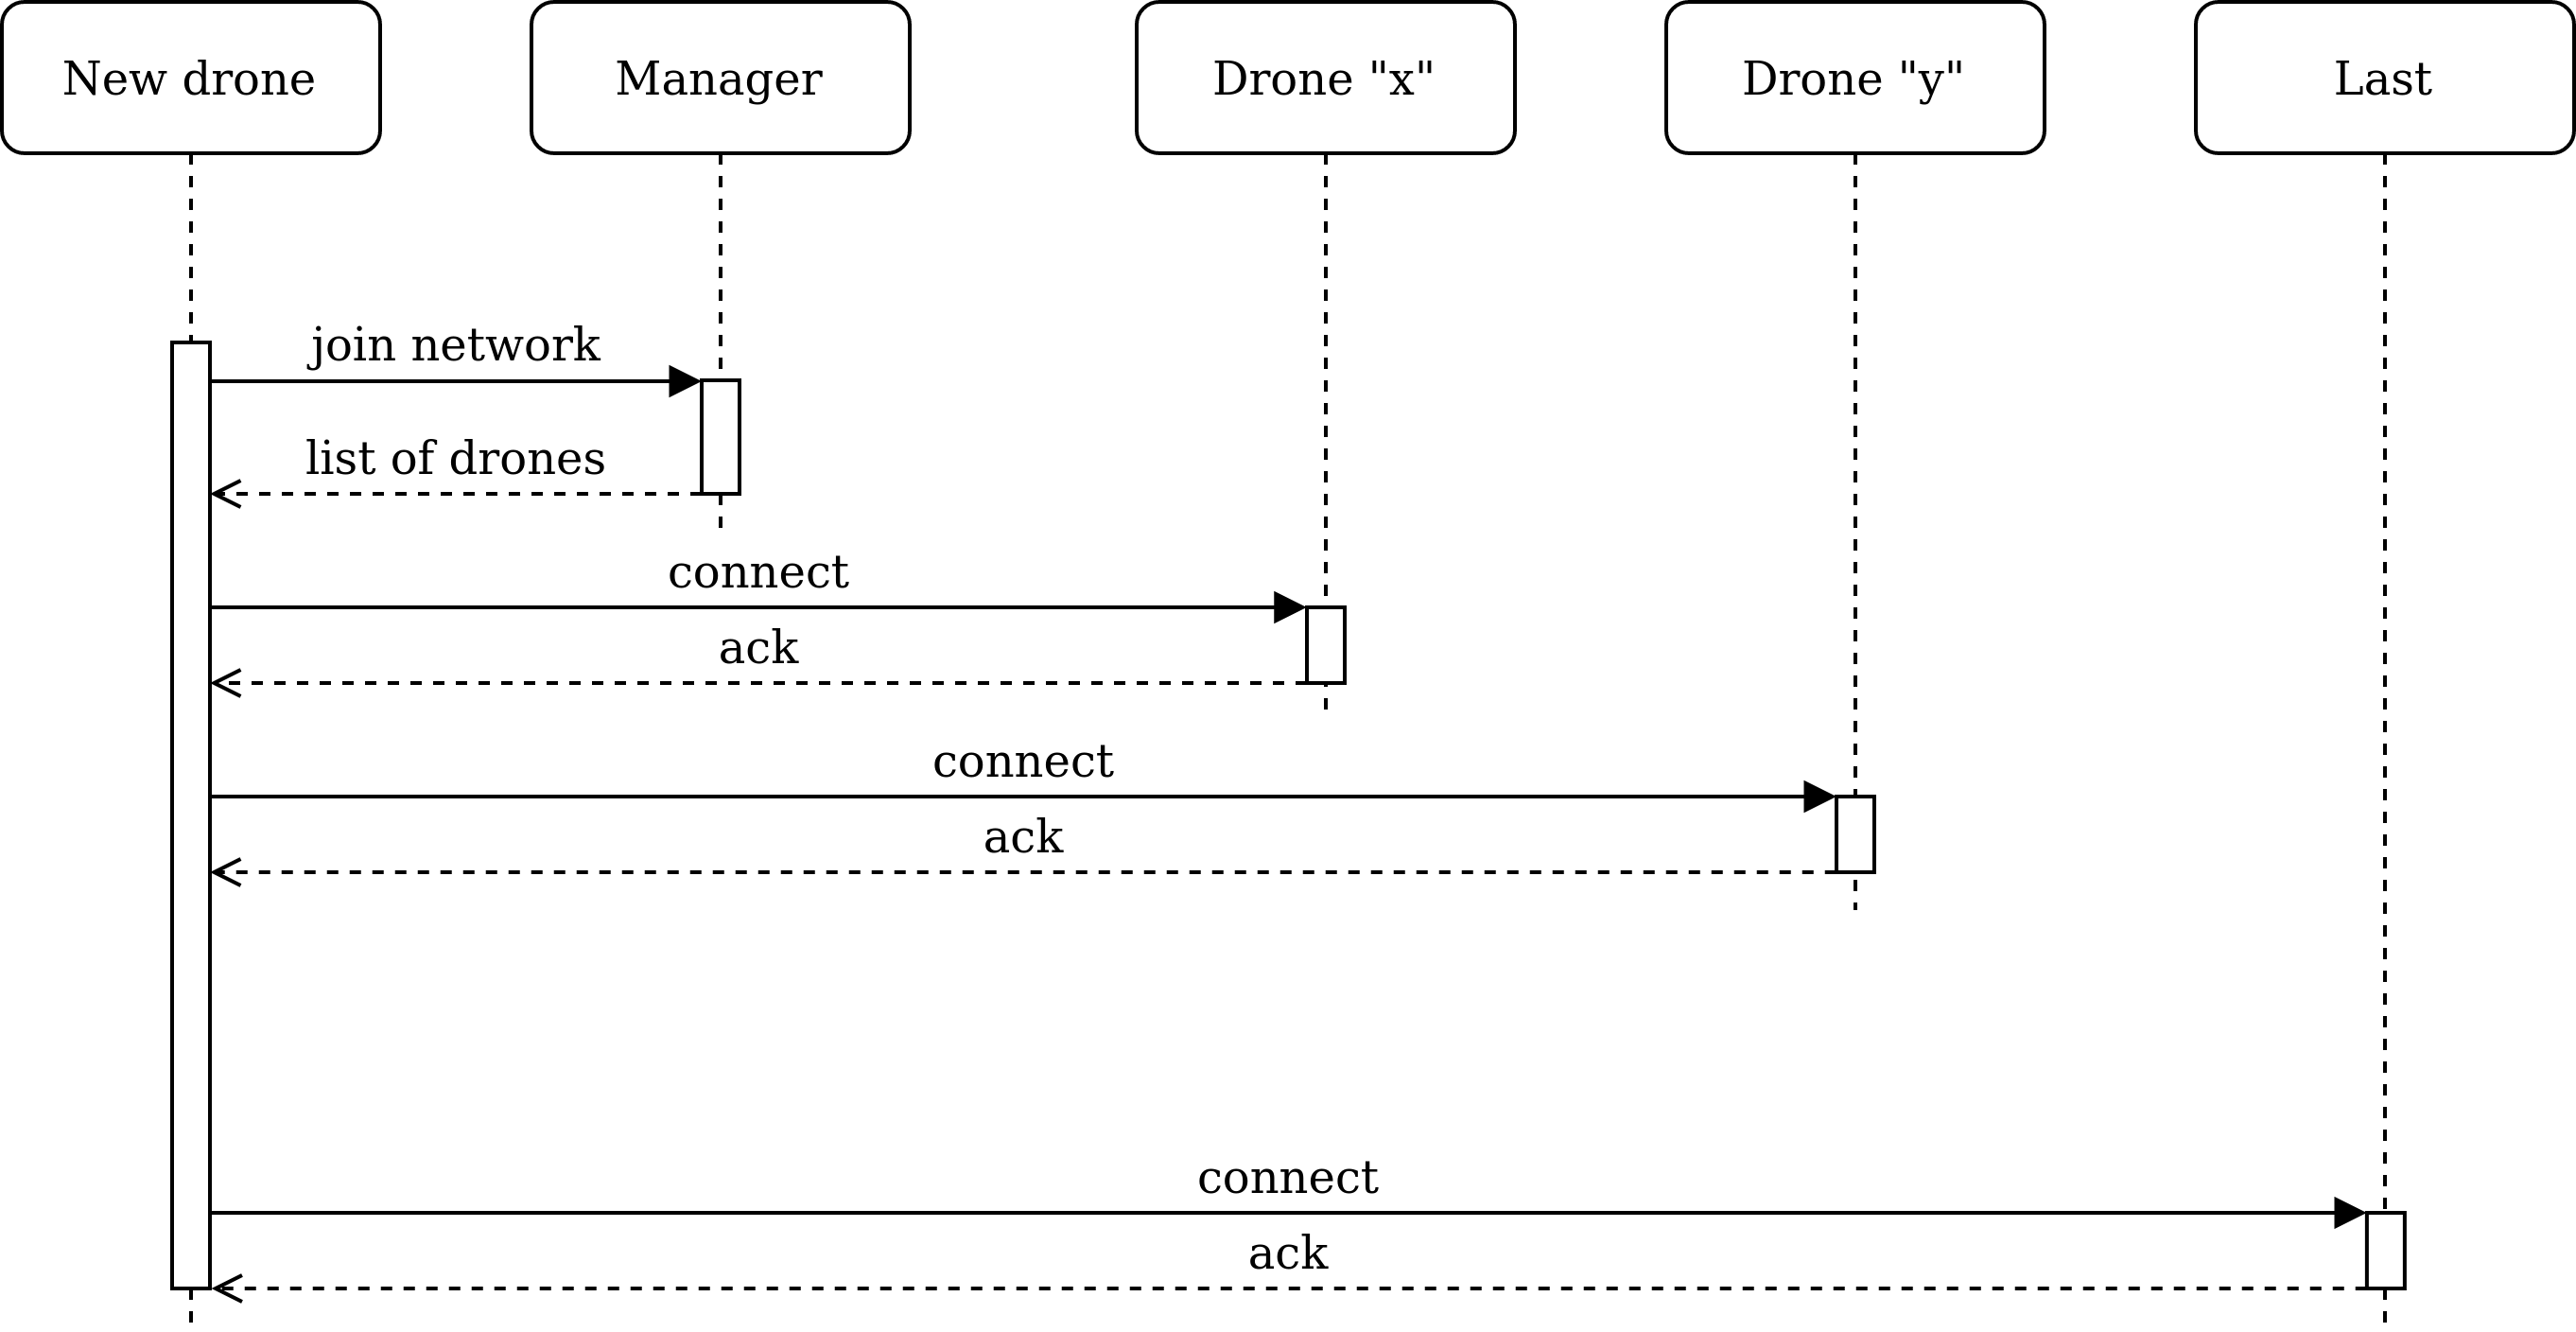 New drone
Manager
Drone "x"
Drone "y"
Last
join network
list of drones
connect
ack
connect
ack
connect
ack